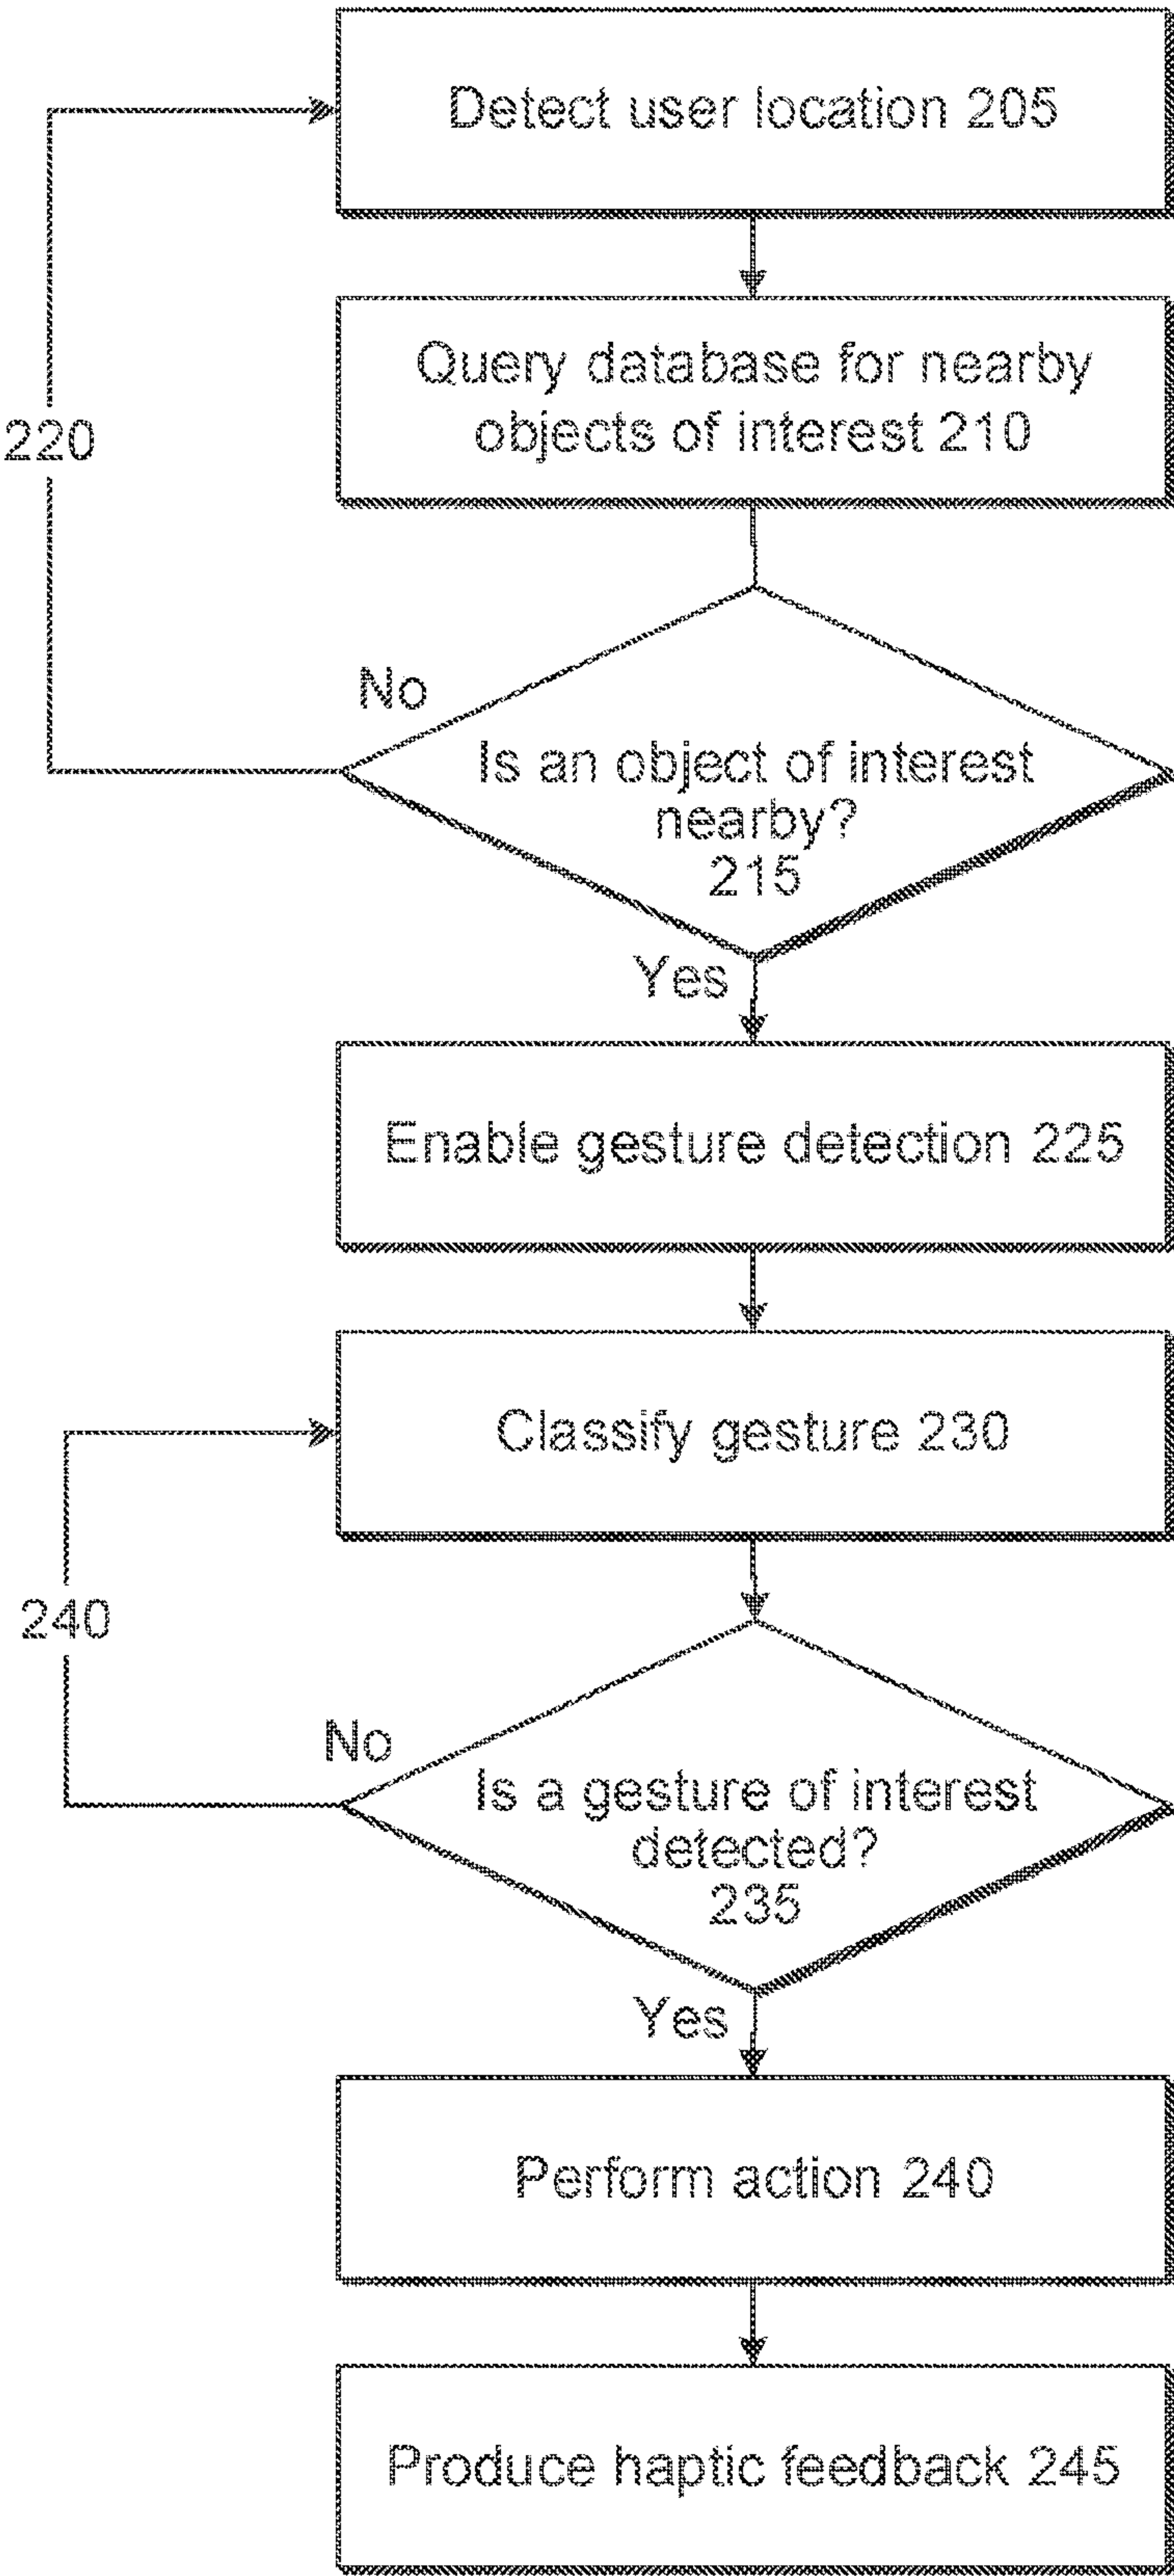 Detect user location 205
Query database for nearby
objects of interest 210
220
No
Is an object of interest
nearby?
215
Yes
Enable gesture detection 225
Classify gesture 230
240
No
Is a gesture of interest
detected?
235
Yes
Perform action 240
Produce haptic feedback 245